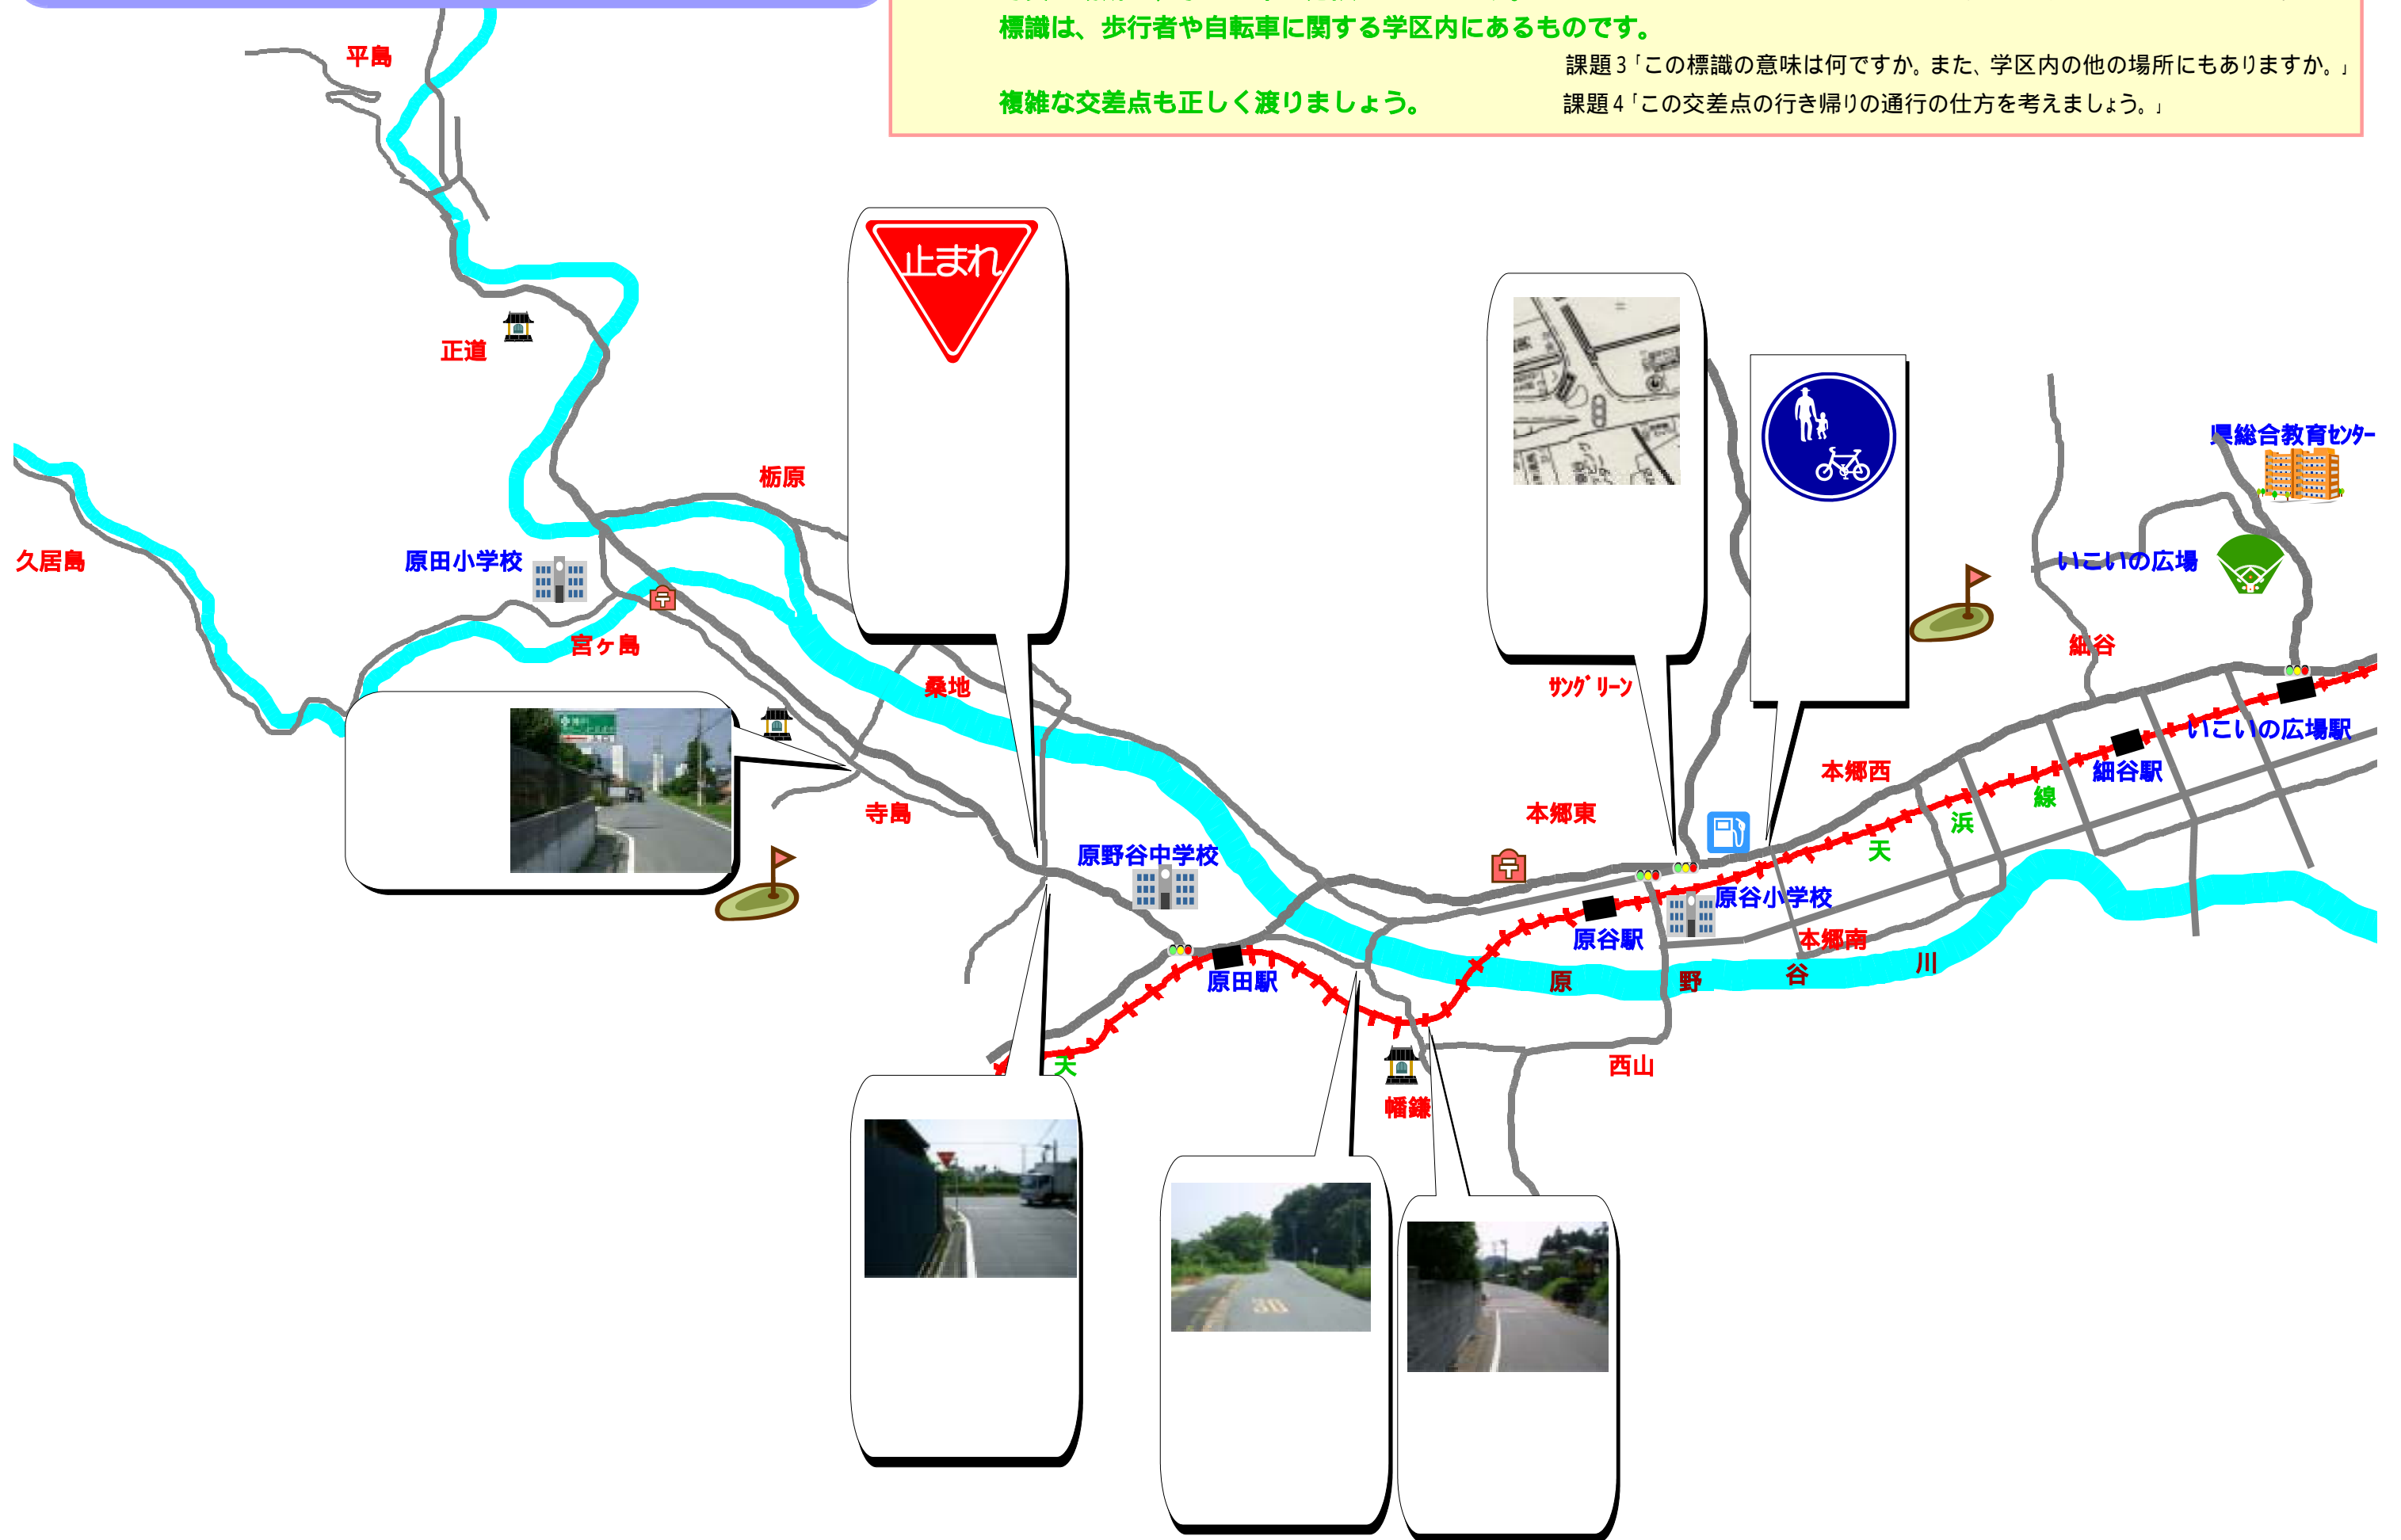 標識は、歩行者や自転車に関する学区内にあるものです。
課題3「この標識の意味は何ですか。また、学区内の他の場所にもありますか。」
複雑な交差点も正しく渡りましょう。
課題4「この交差点の行き帰りの通行の仕方を考えましょう。」
平島
止まれ
正道
県総合教育センター
栃原
久居島
原田小学校
いこいの広場
宮ヶ島
細谷
桑地
サングリーン
いこいの広場駅
本郷西
細谷駅
寺島
本郷東
線
浜
天
原野谷中学校
原谷小学校
原谷駅
本郷南
原田駅
原
野
谷
川
天
西山
幡鎌
30